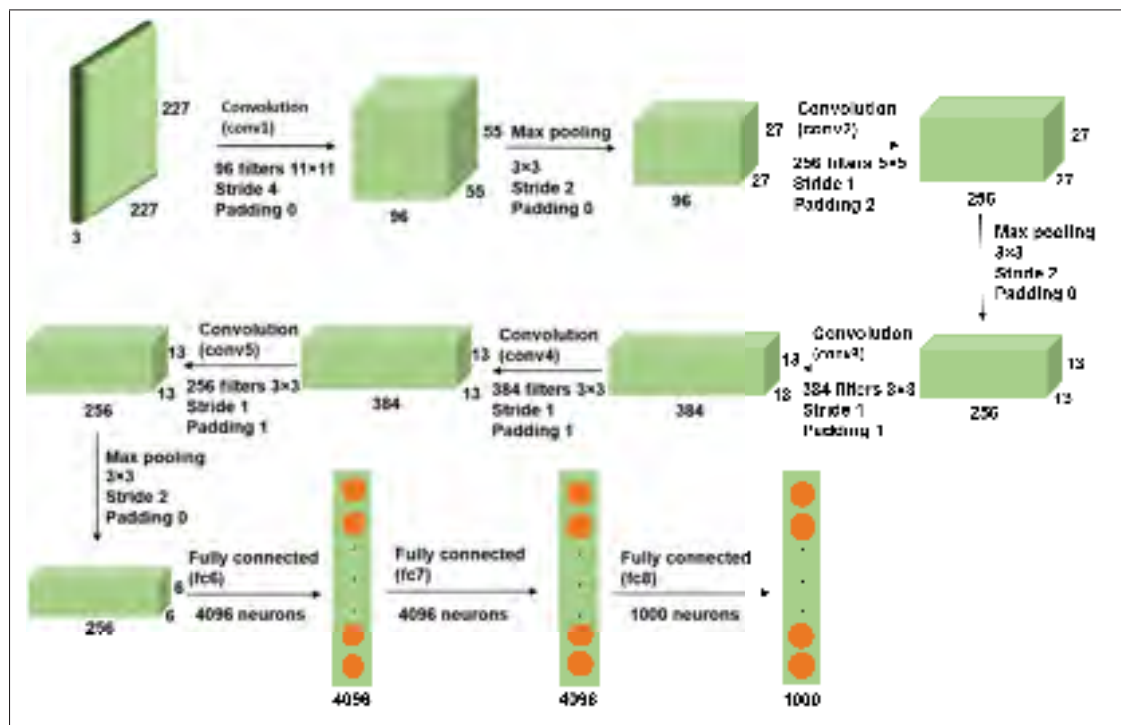 227
227
3
Convolution
(conv1)
96 filters 11×11
Stride 4
Padding 0
55
55
96
Max pooling
3×3
Stride 2
Padding 0
27
27
96
Convolution
(conv2)
256 filters 5×5
Stride 1
Padding 2
27
27
256
Max pooling
3×3
Stride 2
Padding 0
13
13
256
Convolution
(conv3)
384 filters 3×3
Stride 1
Padding 1
13
13
384
Convolution
(conv4)
384 filters 3×3
Stride 1
Padding 1
13
13
384
Convolution
(conv5)
256 filters 3×3
Stride 1
Padding 1
13
13
256
Max pooling
3×3
Stride 2
Padding 0
6
6
256
Fully connected
(fc6)
4096 neurons
4096
Fully connected
(fc7)
4096 neurons
4096
Fully connected
(fc8)
1000 neurons
1000